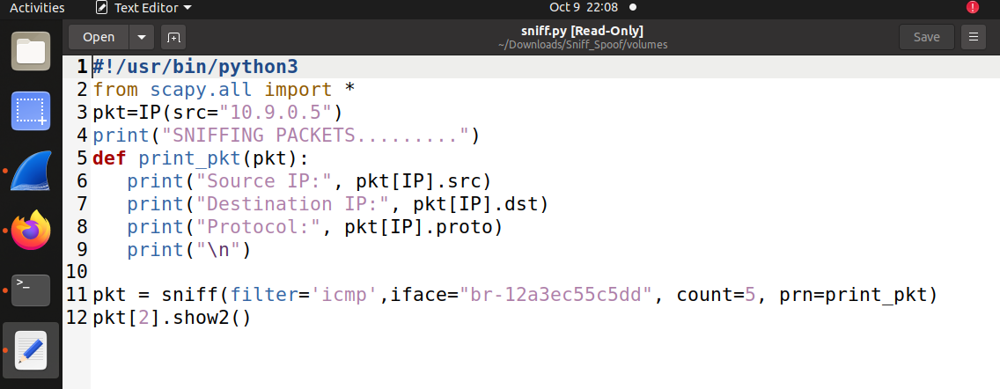 Activities Text Editor Oct 9 22:08
Open sniff.py [Read-Only] Save
~/Downloads/Sniff_Spoof/volumes
1 #!/usr/bin/python3
2 from scapy.all import *
3 pkt=IP(src="10.9.0.5")
4 print("SNIFFING PACKETS.........")
5 def print_pkt(pkt):
6    print("Source IP:", pkt[IP].src)
7    print("Destination IP:", pkt[IP].dst)
8    print("Protocol:", pkt[IP].proto)
9    print("\n")
10
11 pkt = sniff(filter='icmp',iface="br-12a3ec55c5dd", count=5, prn=print_pkt)
12 pkt[2].show2()